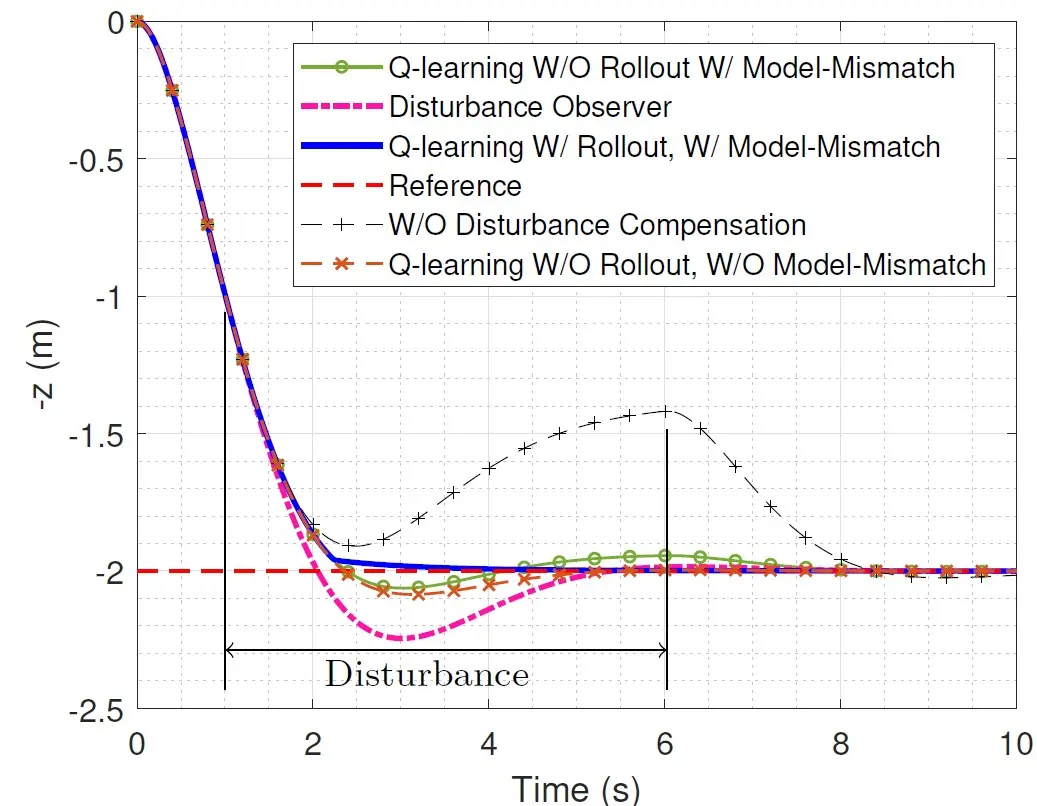 0
-0.5
-1
-1.5
-2
-2.5
-z (m)
Q-learning W/O Rollout W/ Model-Mismatch
Disturbance Observer
Q-learning W/ Rollout, W/ Model-Mismatch
Reference
W/O Disturbance Compensation
Q-learning W/O Rollout, W/O Model-Mismatch
Disturbance
0 2 4 6 8 10
Time (s)